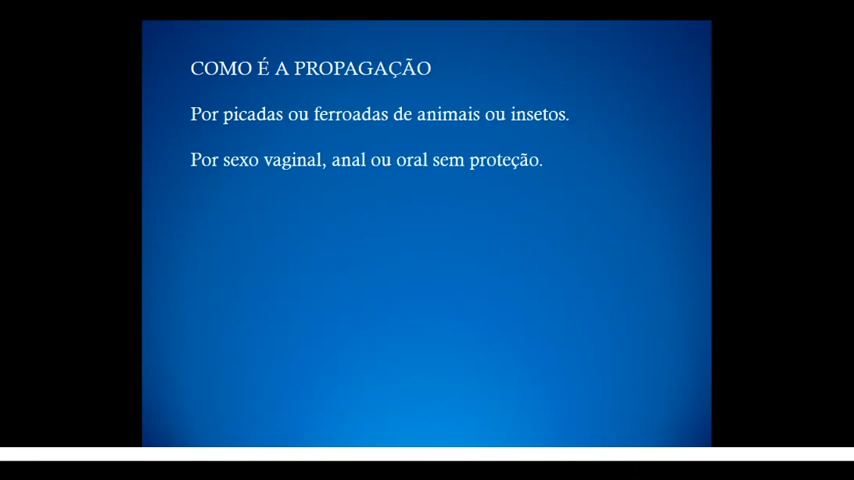 COMO É A PROPAGAÇÃO
Por picadas ou ferroadas de animais ou insetos.
Por sexo vaginal, anal ou oral sem proteção.